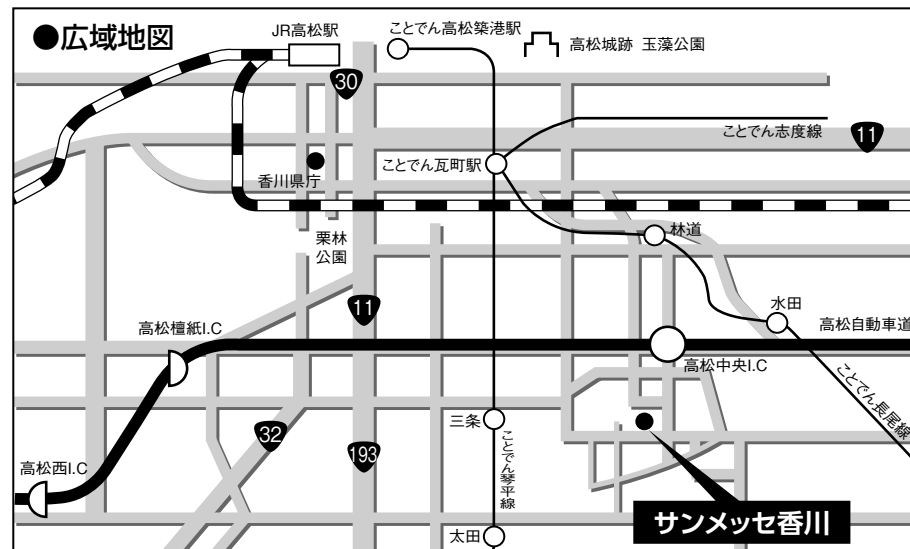 ●広域地図
JR高松駅
ことでん高松築港駅
高松城跡 玉藻公園
30
ことでん志度線
11
香川県庁
ことでん瓦町駅
栗林
公園
林道
11
水田
高松檀紙I.C
高松自動車道
高松中央I.C
ことでん長尾線
三条
32
193
ことでん琴平線
高松西I.C
サンメッセ香川
太田